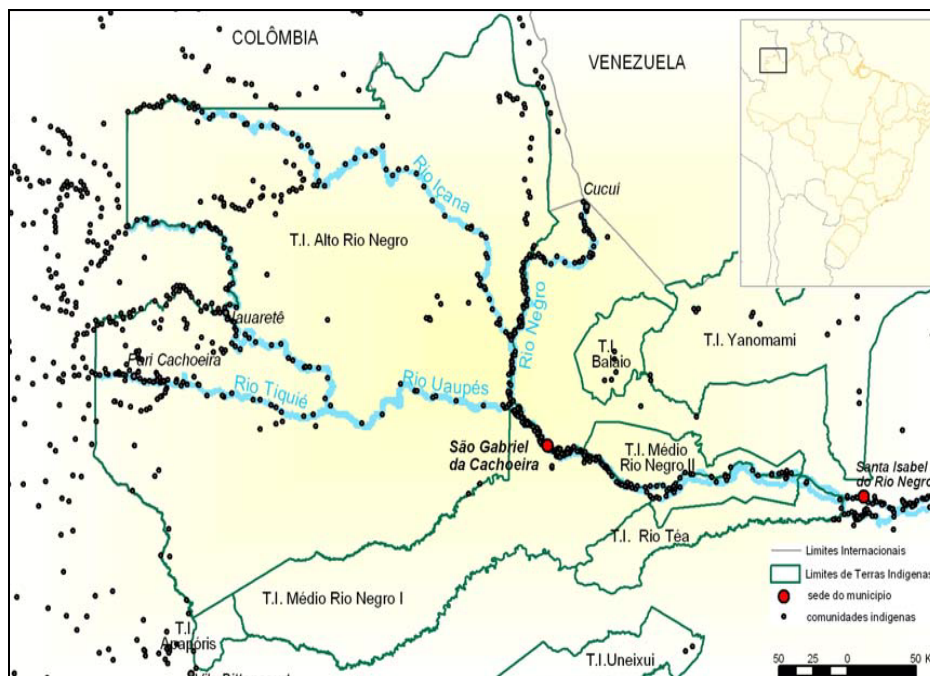 COLÔMBIA
VENEZUELA
Cucui
Rio Içana
T.I. Alto Rio Negro
Rio Negro
Iauaretê
T.I.
Balaio
T.I. Yanomami
Pari Cachoeira
Rio Tiquié
Rio Uaupés
São Gabriel
da Cachoeira
T.I. Médio
Rio Negro II
Santa Isabel
do Rio Negro
T.I. Rio Téa
T.I. Médio Rio Negro I
T.I.
Apapóris
T.I.Uneixui
Limites Internacionais
Limites de Terras Indígenas
sede do município
comunidades indígenas
50 25 0 50 K